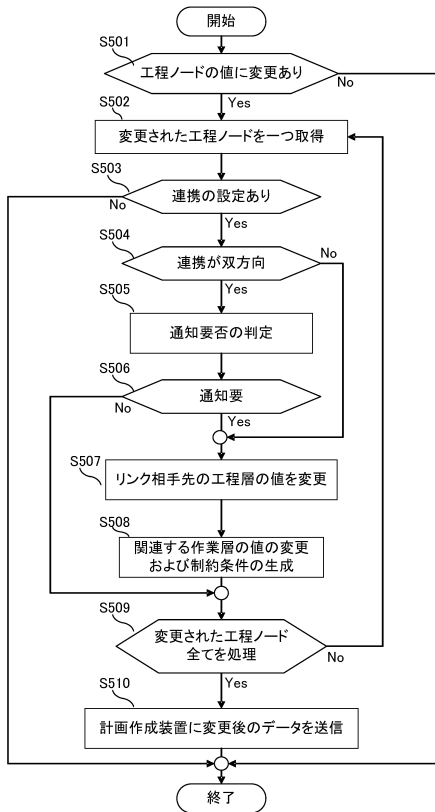 開始
S501
工程ノードの値に変更あり
No
Yes
S502
変更された工程ノードを一つ取得
S503
連携の設定あり
No
Yes
S504
連携が双方向
No
Yes
S505
通知要否の判定
S506
通知要
No
Yes
S507
リンク相手先の工程層の値を変更
S508
関連する作業層の値の変更
および制約条件の生成
S509
変更された工程ノード
全てを処理
No
Yes
S510
計画作成装置に変更後のデータを送信
終了